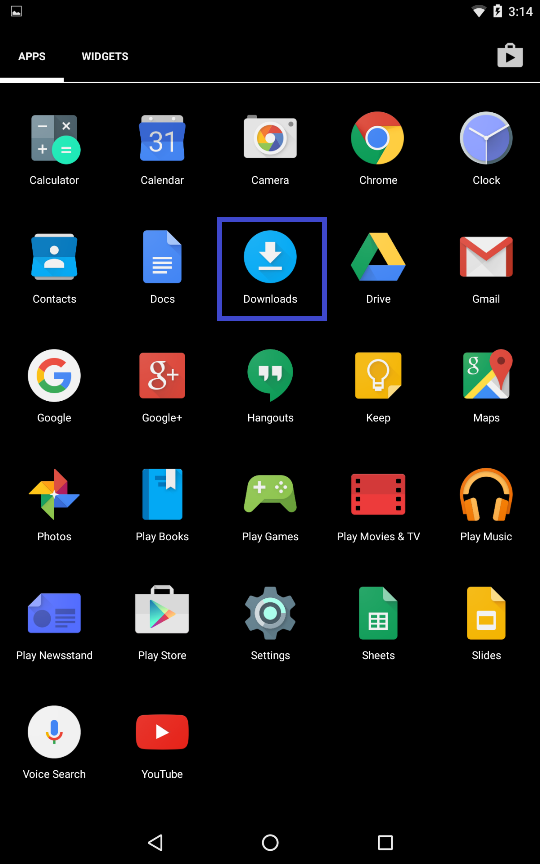 3:14
APPS WIDGETS
31
Calculator Calendar Camera Chrome Clock
Contacts Docs Downloads Drive Gmail
g+ g
Google Google+ Hangouts Keep Maps
Photos Play Books Play Games Play Movies & TV Play Music
Play Newsstand Play Store Settings Sheets Slides
Voice Search YouTube